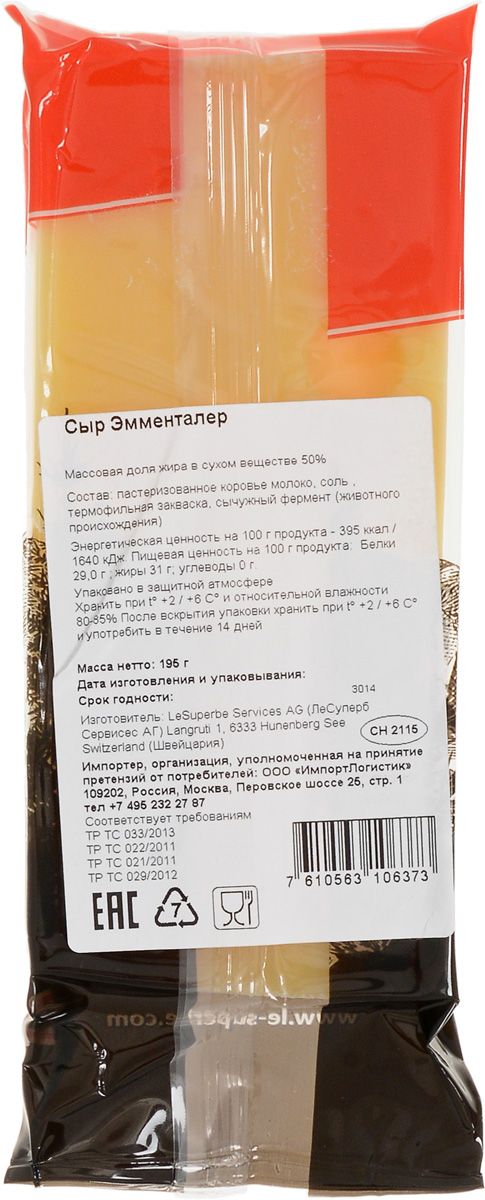 Сыр Эмменталер
Массовая доля жира в сухом веществе 50%
Состав: пастеризованное коровье молоко, соль ,
термофильная закваска, сычужный фермент (животного
происхождения)
Энергетическая ценность на 100 г продукта - 395 ккал /
1640 кДж. Пищевая ценность на 100 г продукта: Белки
29,0 г ; жиры 31 г; углеводы 0 г.
Упаковано в защитной атмосфере
Хранить при t° +2 / +6 C° и относительной влажности
80-85% После вскрытия упаковки хранить при t° +2 / +6 C°
и употребить в течение 14 дней
Масса нетто: 195 г
Дата изготовления и упаковывания:
Срок годности:
3014
Изготовитель: LeSuperbe Services AG (ЛеСуперб
Сервисес АГ) Langruti 1, 6333 Hunenberg See
Switzerland (Швейцария)
CH 2115
Импортер, организация, уполномоченная на принятие
претензий от потребителей: ООО «ИмпортЛогистик»
109202, Россия, Москва, Перовское шоссе 25, стр. 1
тел +7 495 232 27 87
Соответствует требованиям
ТР ТС 033/2013
ТР ТС 022/2011
ТР ТС 021/2011
ТР ТС 029/2012
EAC
7
7 610563 106373
www.le-superbe.com